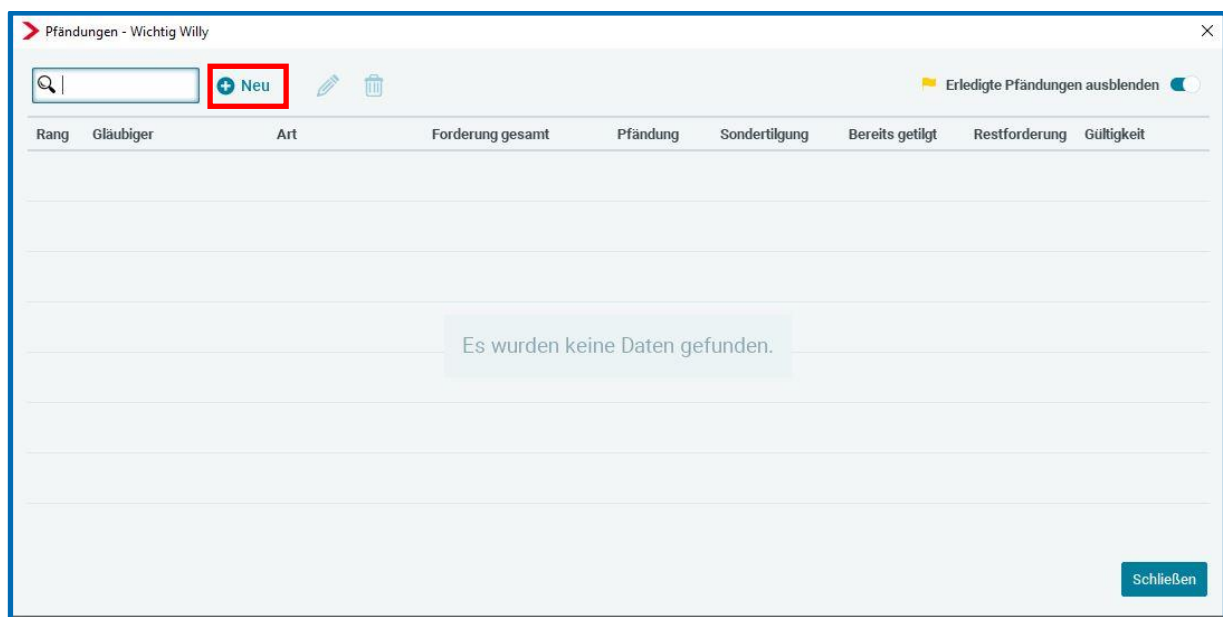 Pfändungen - Wichtig Willy
Neu
Erledigte Pfändungen ausblenden
Rang Gläubiger Art Forderung gesamt Pfändung Sondertilgung Bereits getilgt Restforderung Gültigkeit
Es wurden keine Daten gefunden.
Schließen